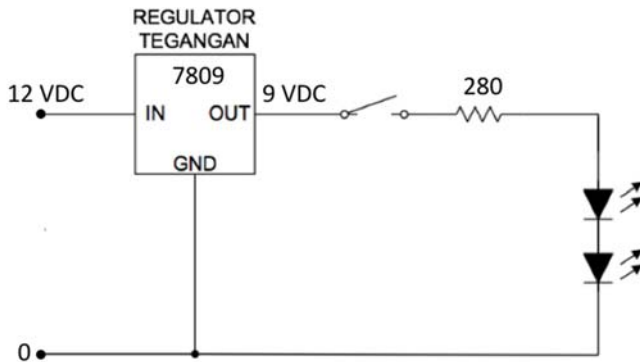 REGULATOR
TEGANGAN
7809
12 VDC
IN
OUT
9 VDC
280
GND
0